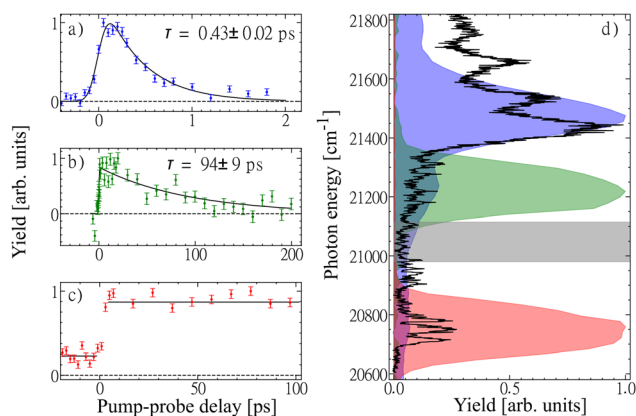 a)
τ = 0.43± 0.02 ps
0
1
0
1
2
b)
τ = 94± 9 ps
0
1
0
100
200
c)
0
1
0
50
100
Yield [arb. units]
Pump-probe delay [ps]
d)
21800
21600
21400
21200
21000
20800
20600
Photon energy [cm⁻¹]
0.0
0.5
1.0
Yield [arb. units]